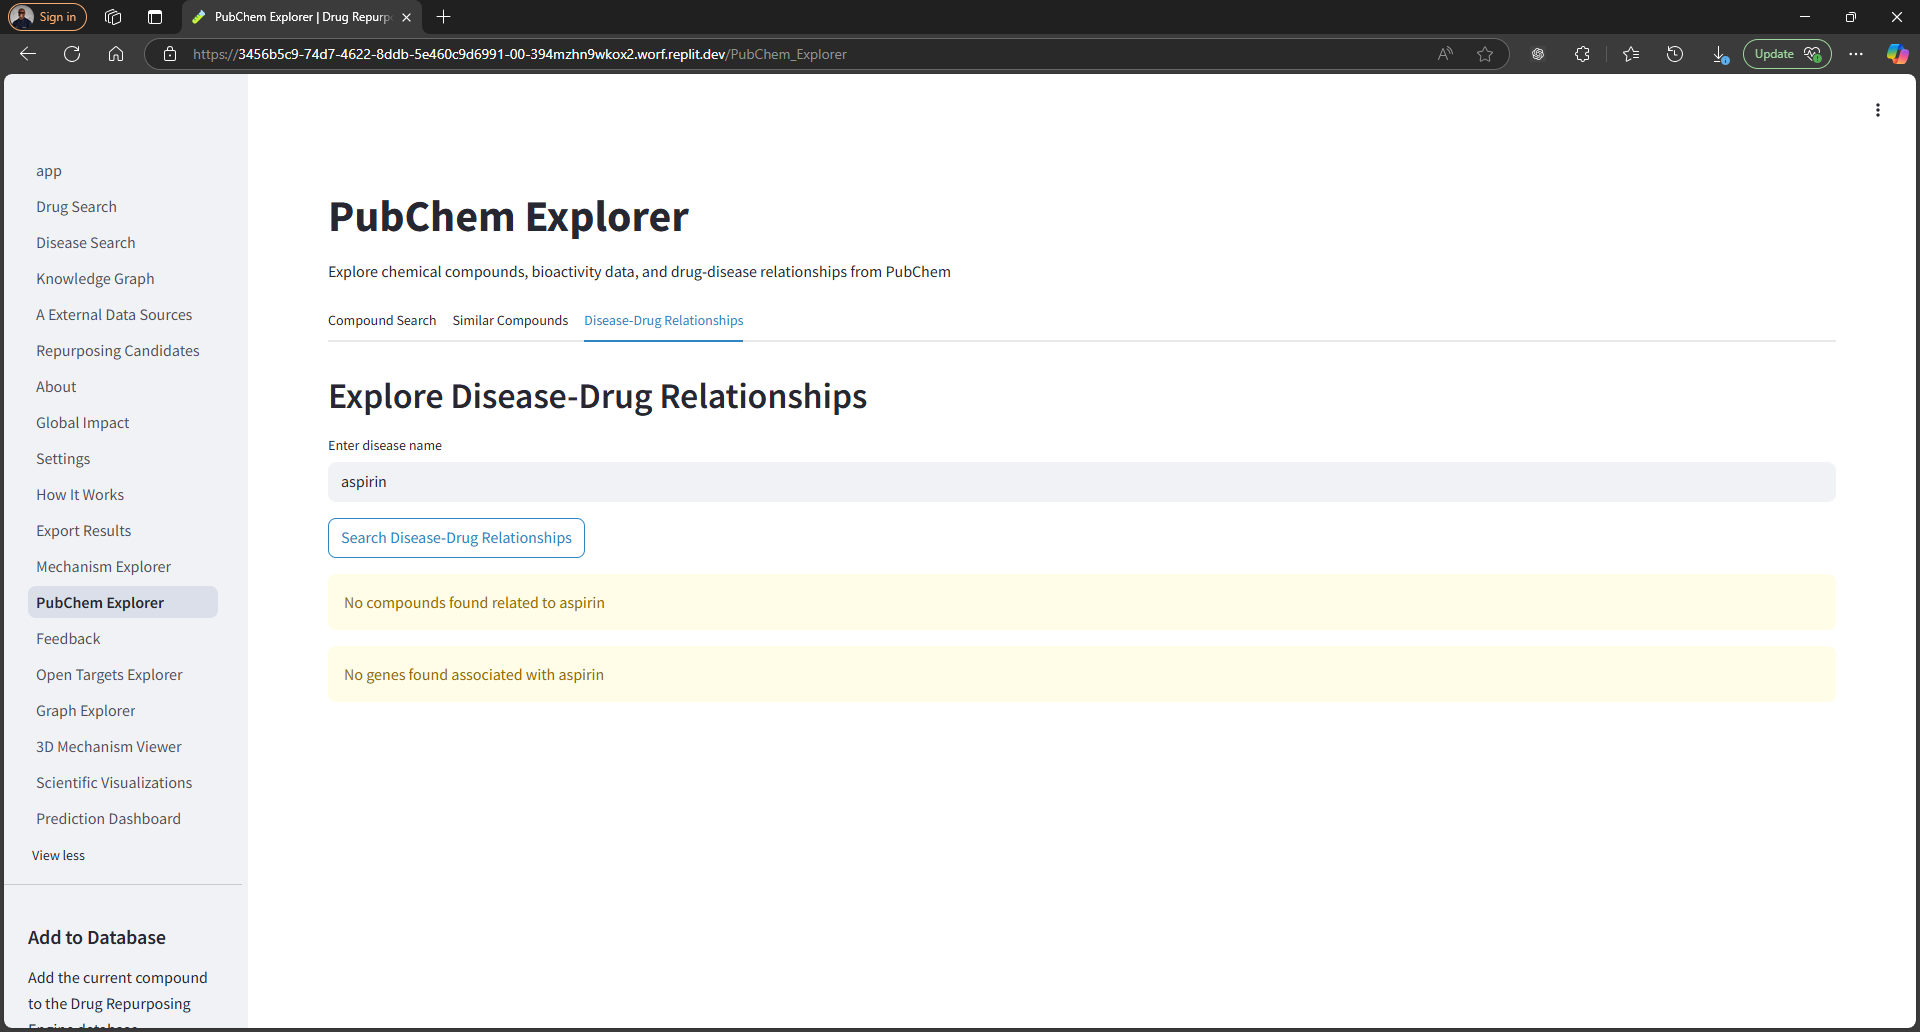 Sign in
PubChem Explorer | Drug Repurp
https://3456b5c9-74d7-4622-8ddb-5e460c9d6991-00-394mzhn9wkox2.worf.replit.dev/PubChem_Explorer
Update
app
Drug Search
Disease Search
Knowledge Graph
A External Data Sources
Repurposing Candidates
About
Global Impact
Settings
How It Works
Export Results
Mechanism Explorer
PubChem Explorer
Feedback
Open Targets Explorer
Graph Explorer
3D Mechanism Viewer
Scientific Visualizations
Prediction Dashboard
View less
Add to Database
Add the current compound
to the Drug Repurposing
Engine database
PubChem Explorer
Explore chemical compounds, bioactivity data, and drug-disease relationships from PubChem
Compound Search Similar Compounds Disease-Drug Relationships
Explore Disease-Drug Relationships
Enter disease name
aspirin
Search Disease-Drug Relationships
No compounds found related to aspirin
No genes found associated with aspirin